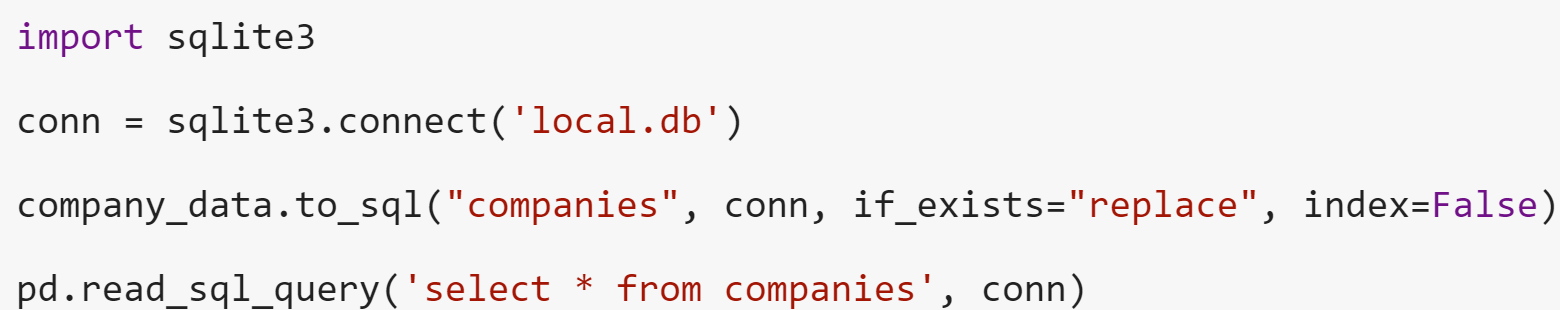 import sqlite3
conn = sqlite3.connect('local.db')
company_data.to_sql("companies", conn, if_exists="replace", index=False)
pd.read_sql_query('select * from companies', conn)